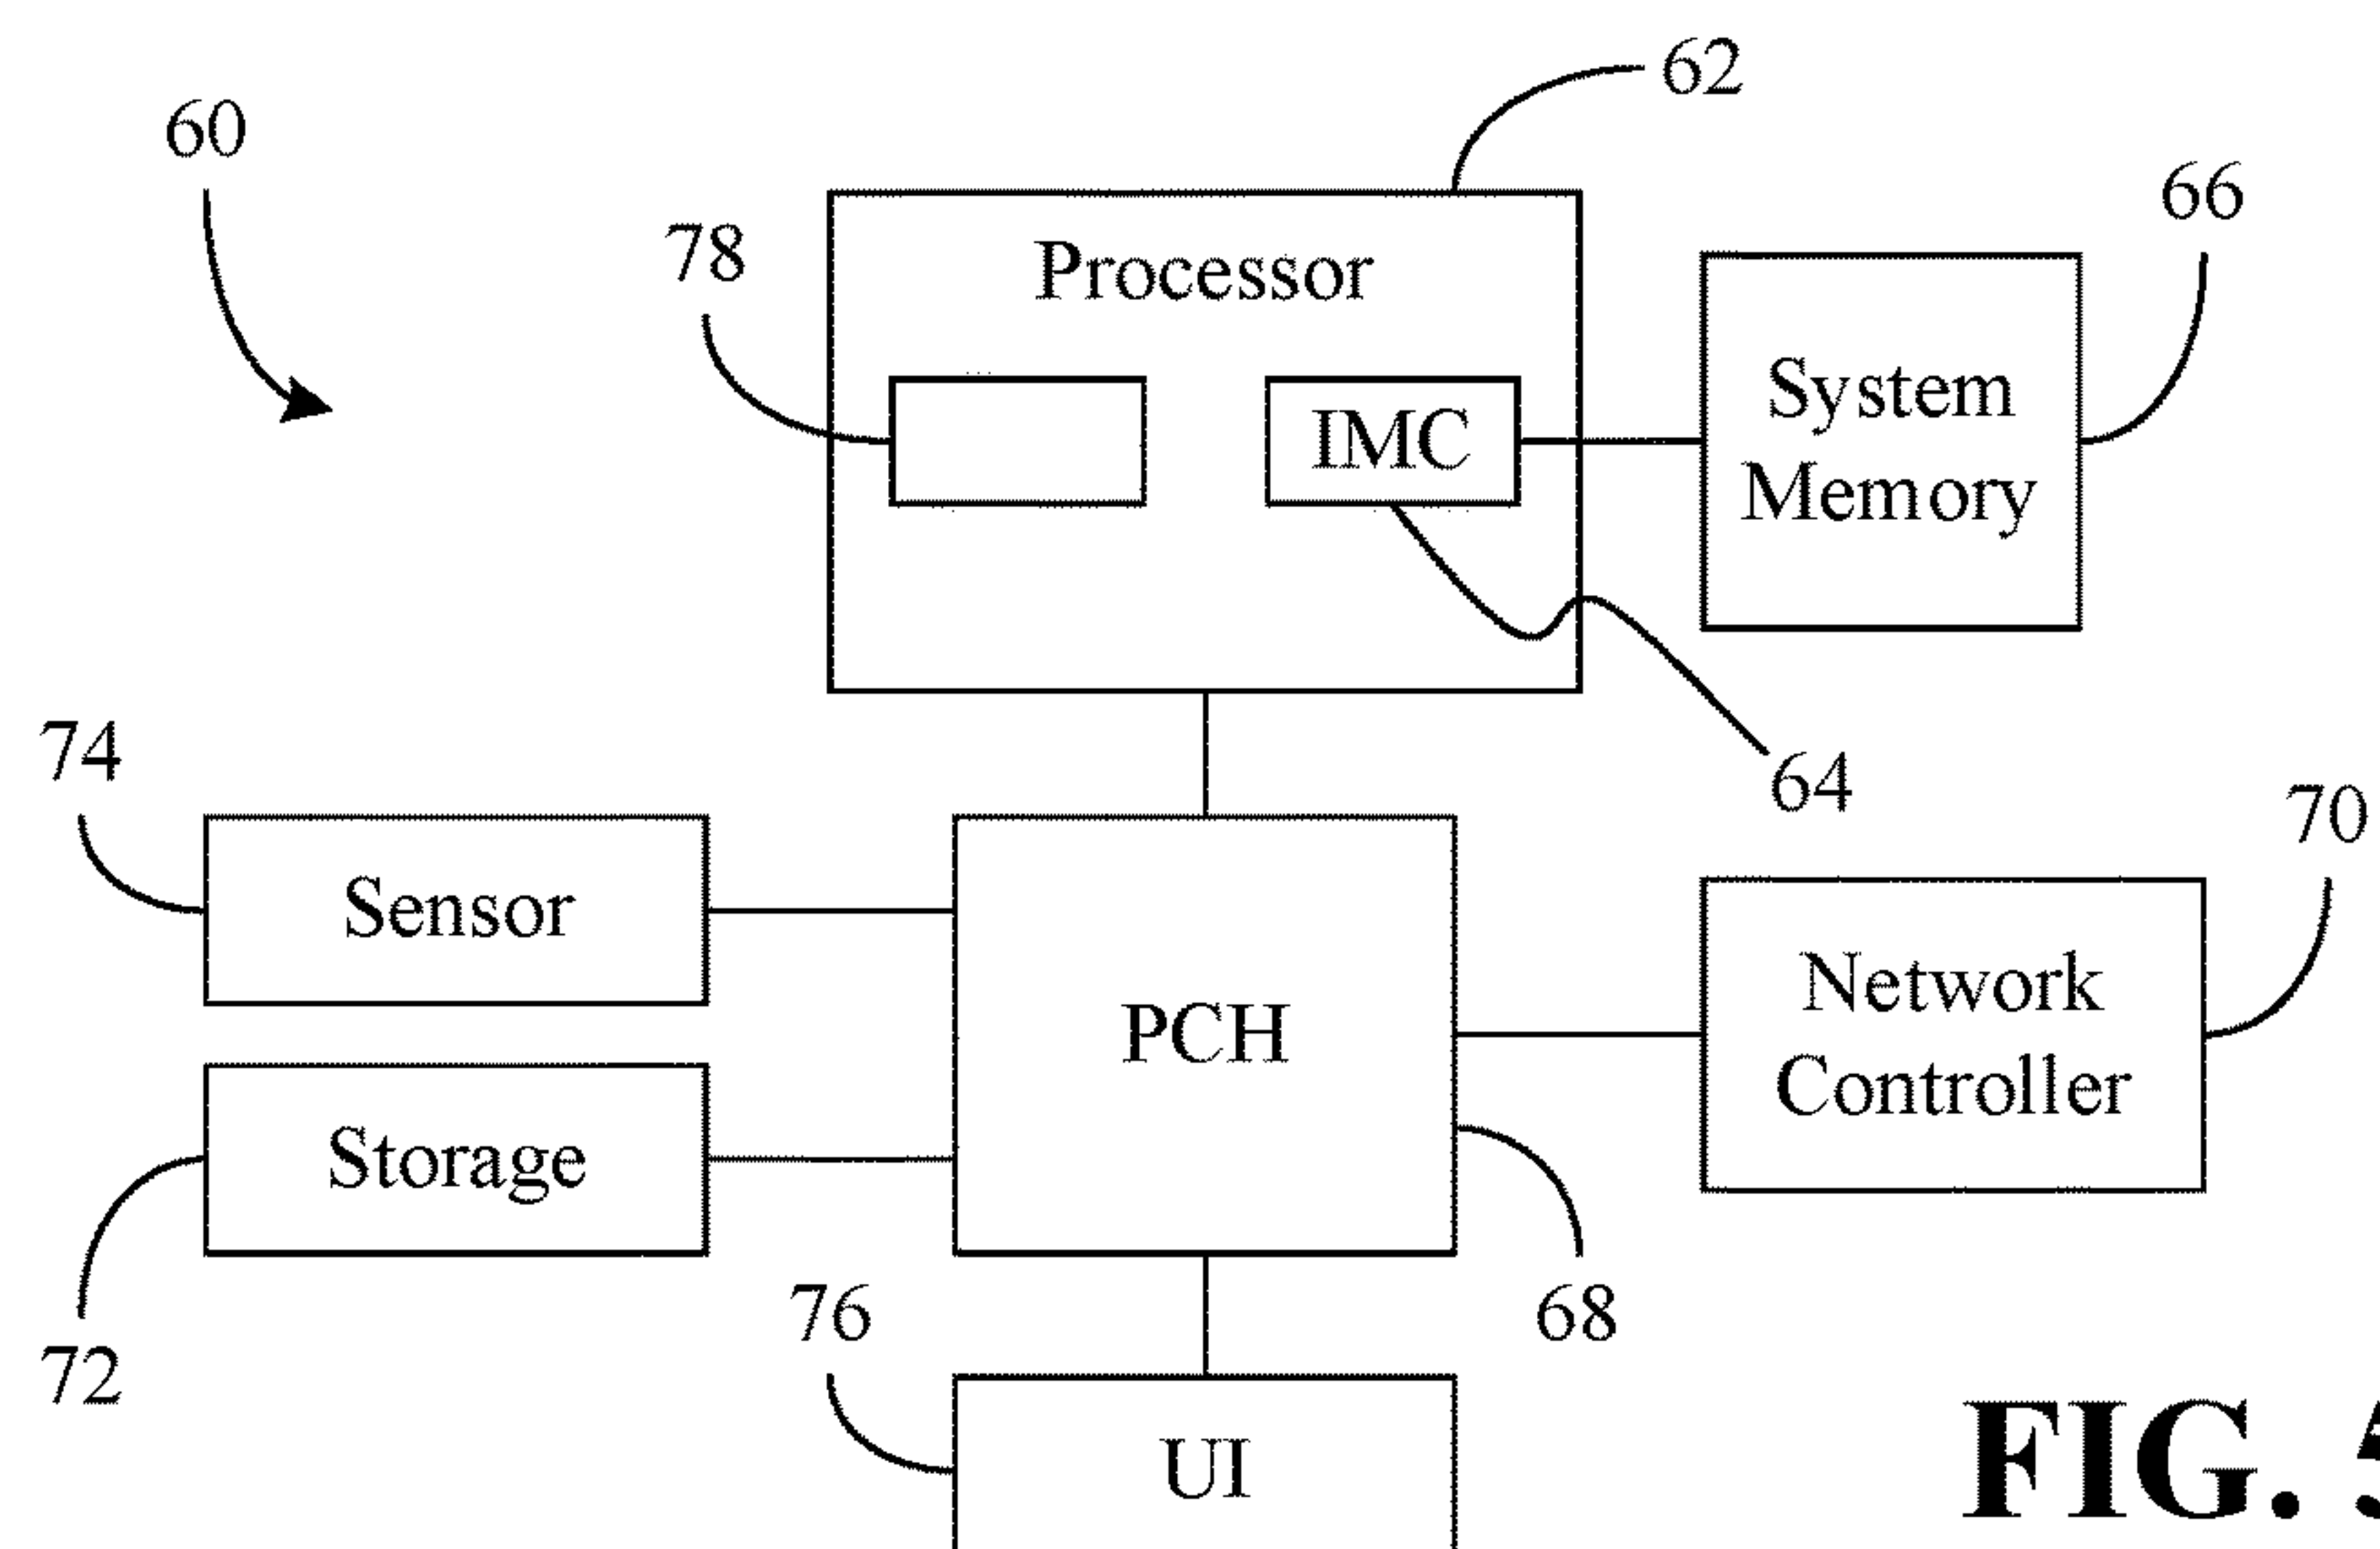 62
60
66
78
Processor
System
Memory
IMC
74
64
70
Sensor
PCH
Network
Controller
Storage
76
68
72
UI
FIG. 5